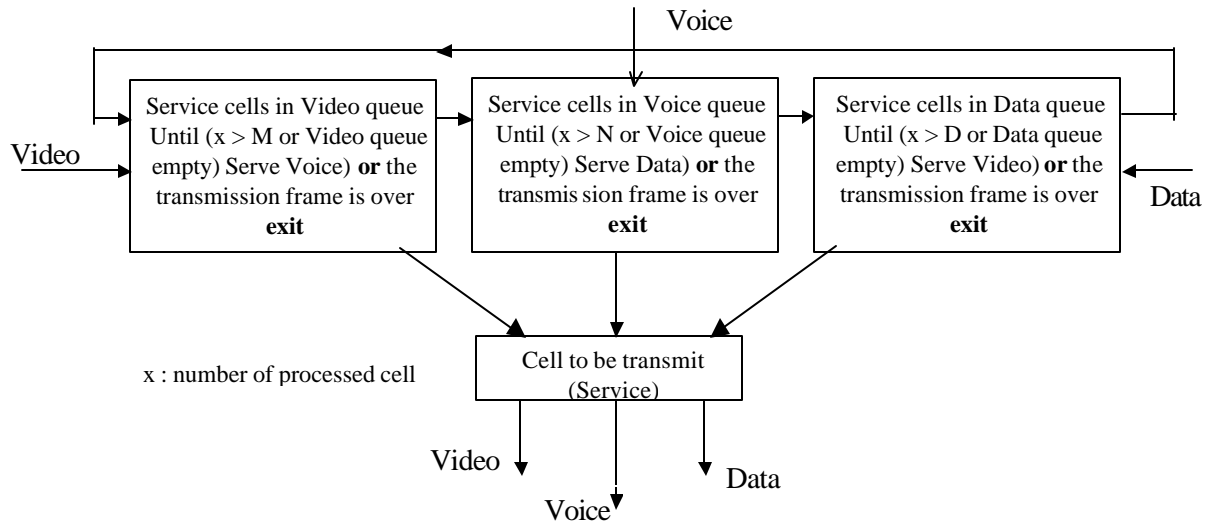 Voice
Service cells in Video queue
Until (x > M or Video queue
empty) Serve Voice) or the
transmission frame is over
exit
Service cells in Voice queue
Until (x > N or Voice queue
empty) Serve Data) or the
transmis sion frame is over
exit
Service cells in Data queue
Until (x > D or Data queue
empty) Serve Video) or the
transmission frame is over
exit
Video
Data
x : number of processed cell
Cell to be transmit
(Service)
Video
Voice
Data